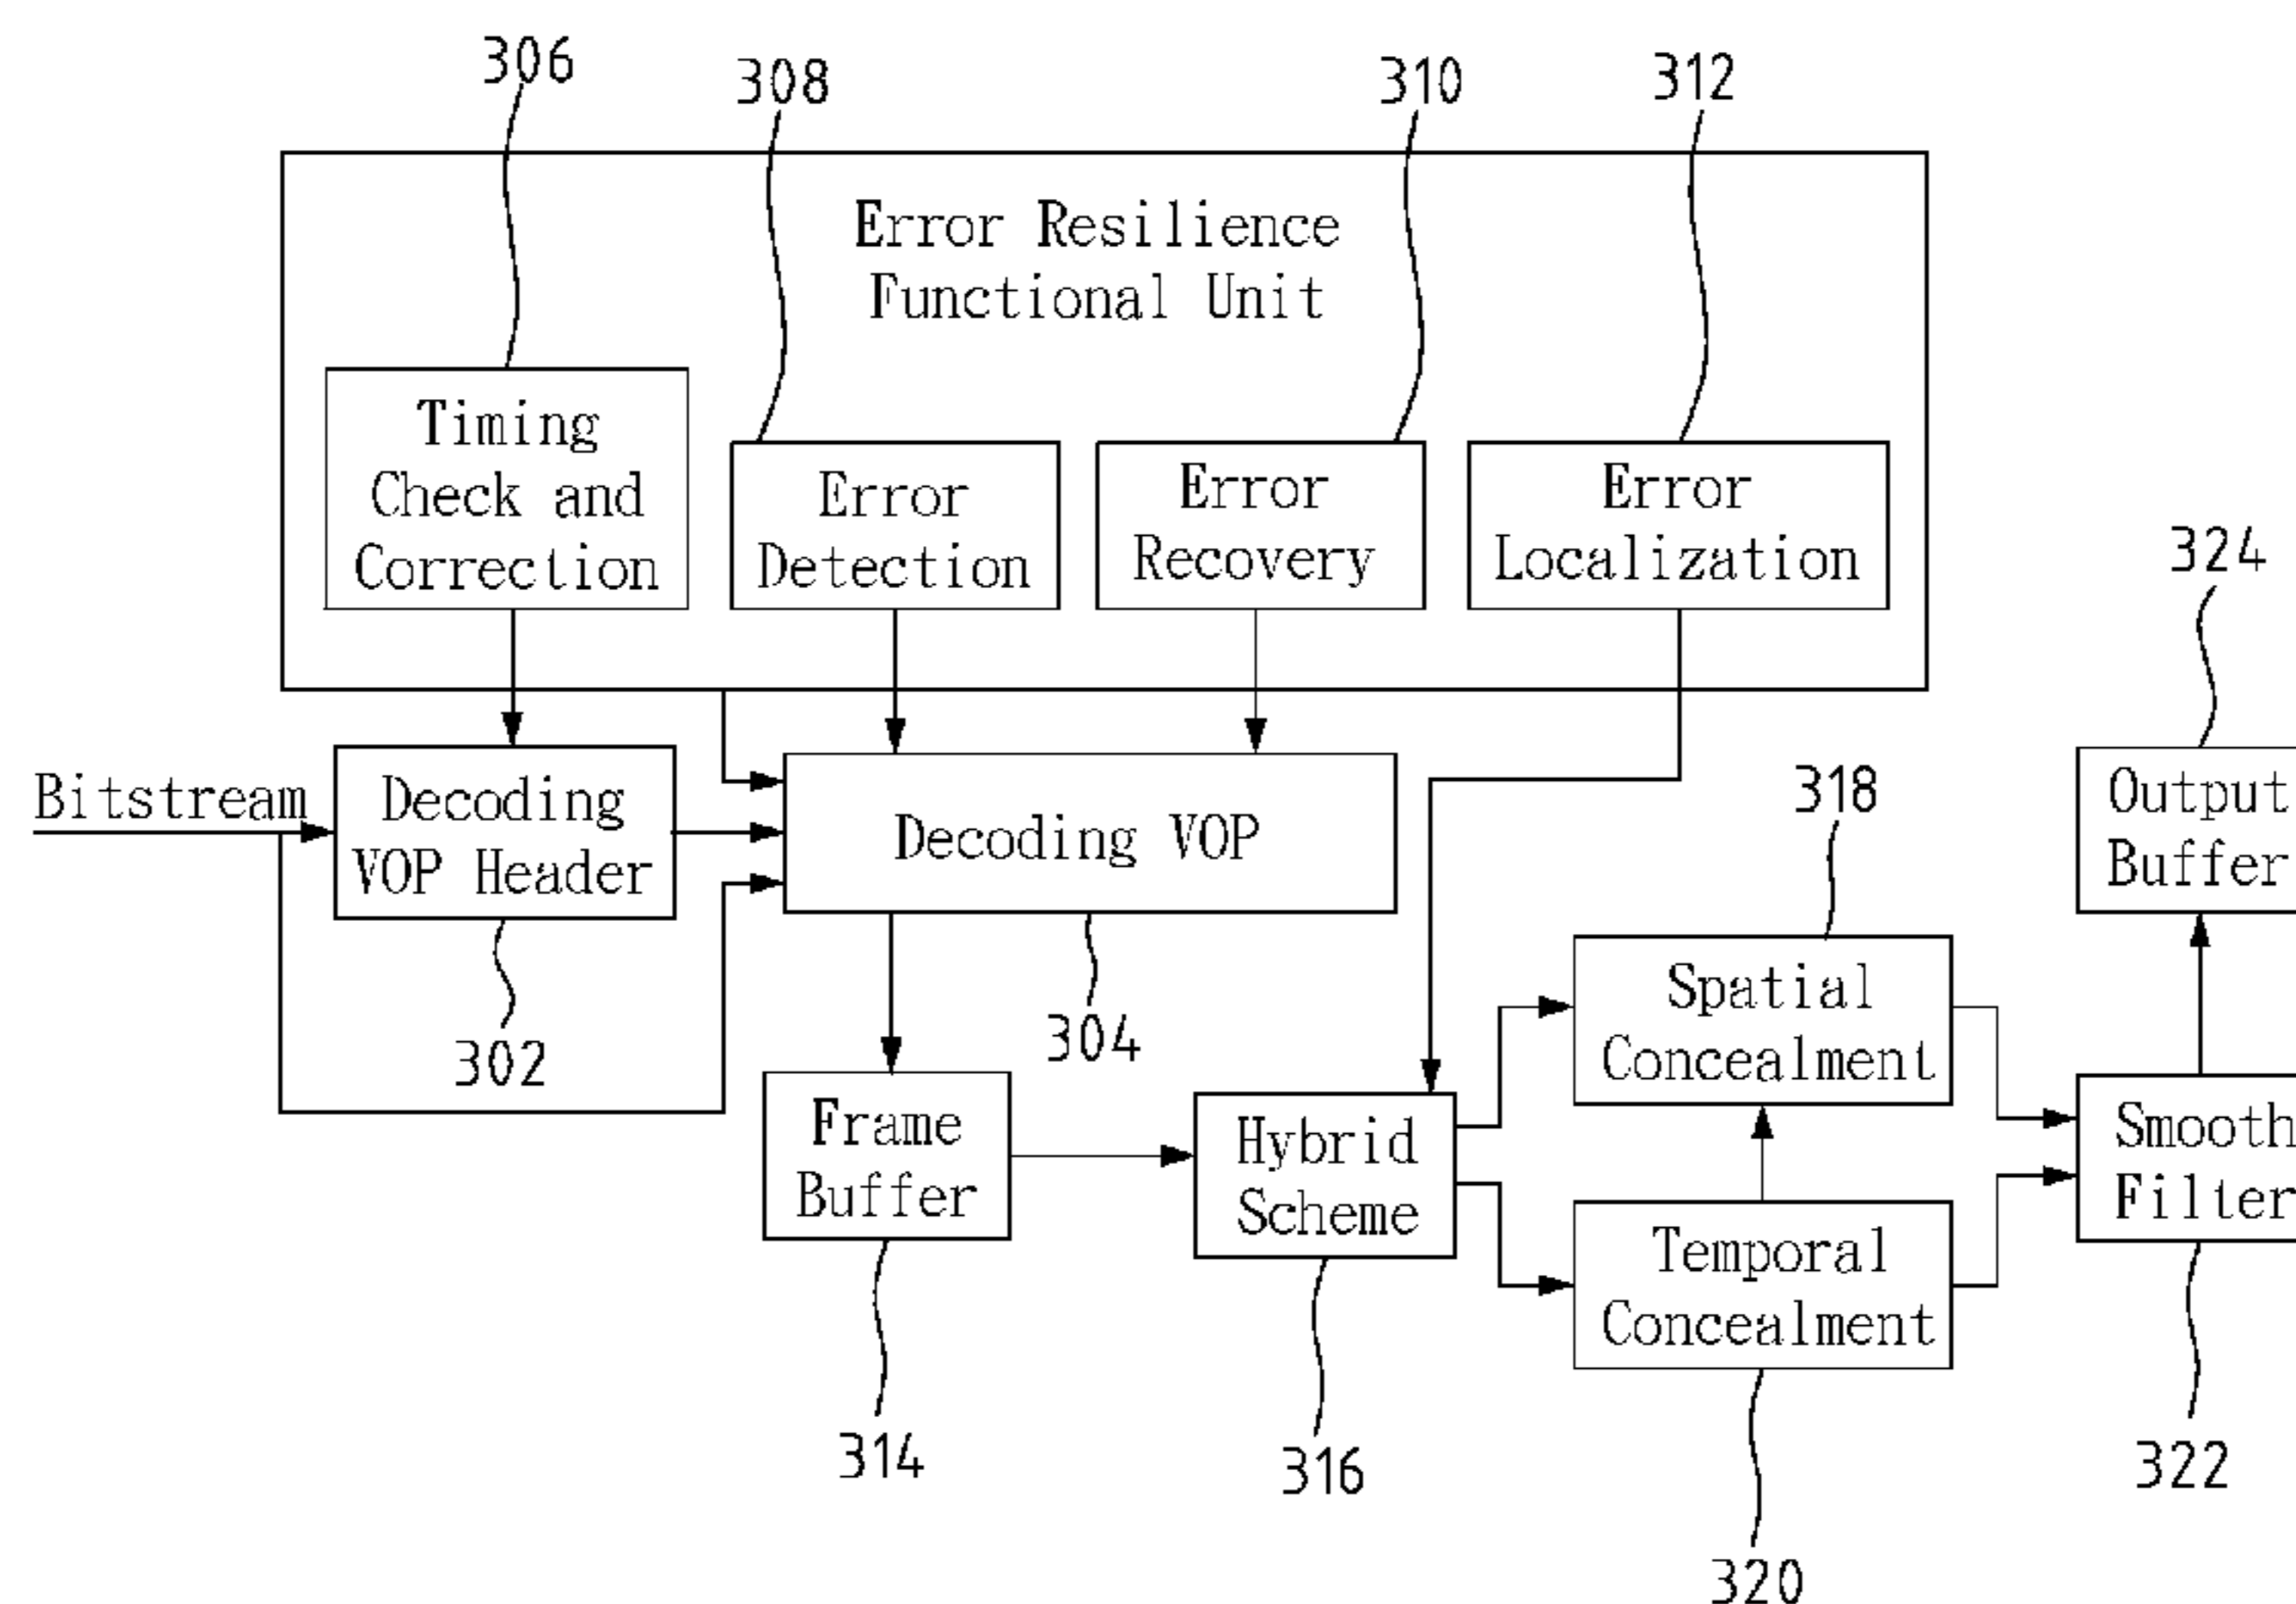 306
308
310
312
Error Resilience
Functional Unit
Timing
Check and
Correction
Error
Detection
Error
Recovery
Error
Localization
324
Bitstream
Decoding
VOP Header
Decoding VOP
318
Output
Buffer
302
304
Spatial
Concealment
Frame
Buffer
Hybrid
Scheme
Smooth
Filter
Temporal
Concealment
314
316
322
320